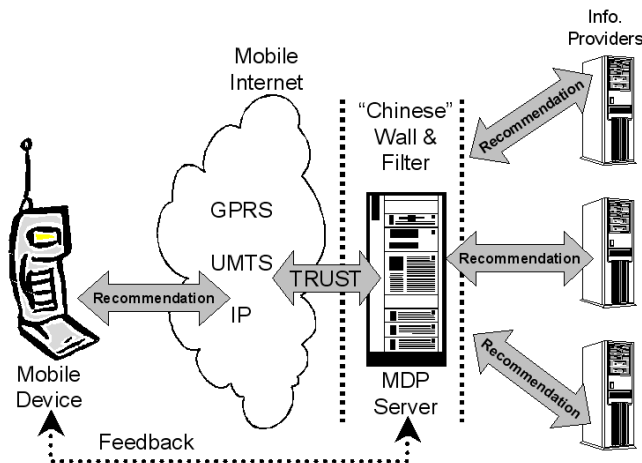 Info.
Providers
Mobile
Internet
"Chinese"
Wall &
Filter
Recommendation
GPRS
UMTS
IP
TRUST
Recommendation
Recommendation
Recommendation
Mobile
Device
MDP
Server
Feedback